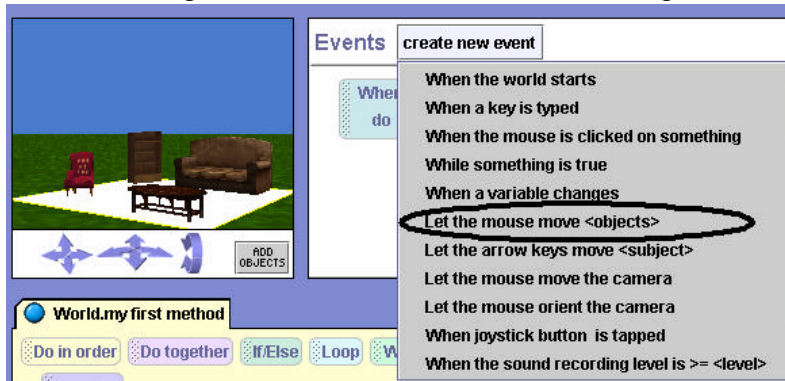 Events create new event
When the world starts
When a key is typed
When the mouse is clicked on something
While something is true
When a variable changes
Let the mouse move <objects>
Let the arrow keys move <subject>
Let the mouse move the camera
Let the mouse orient the camera
When joystick button is tapped
When the sound recording level is >= <level>
do
ADD
OBJECTS
World.my first method
Do in order Do together If/Else Loop